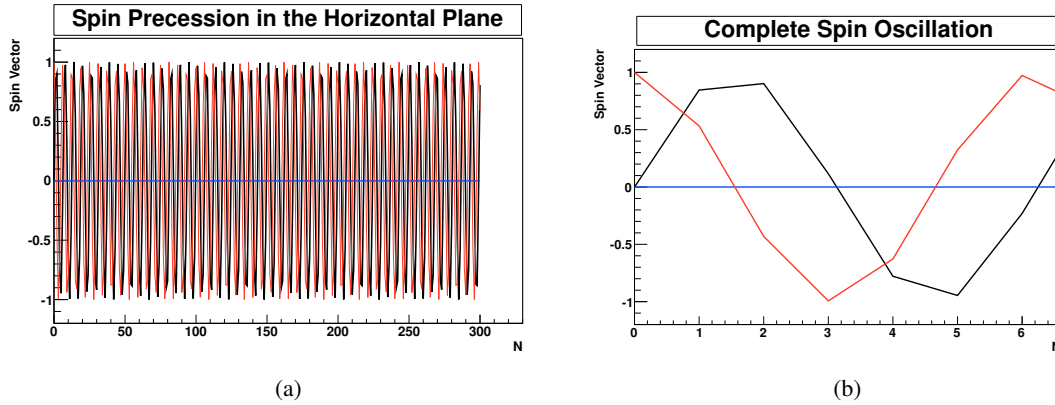 Spin Precession in the Horizontal Plane
Spin Vector
1
0.5
0
-0.5
-1
0 50 100 150 200 250 300
N
(a)
Complete Spin Oscillation
Spin Vector
1
0.5
0
-0.5
-1
0 1 2 3 4 5 6
(b)